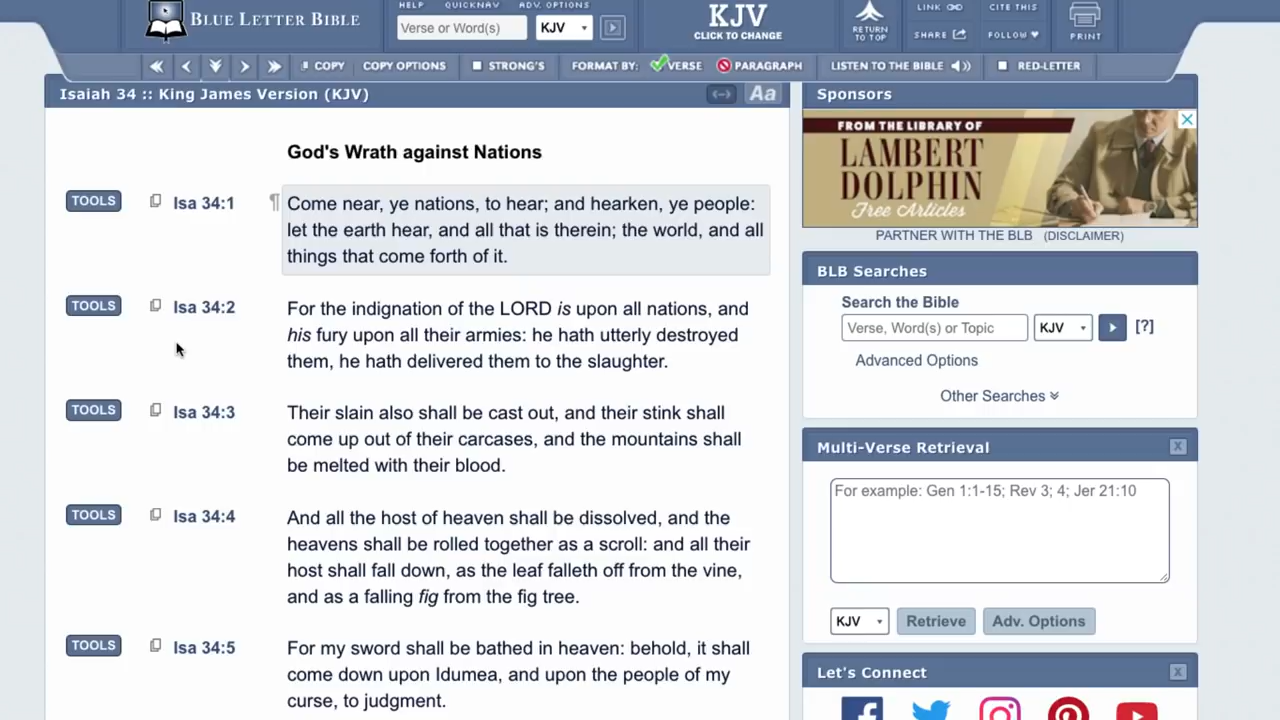 BLUE LETTER BIBLE
HELP QUICKNAV ADV. OPTIONS
Verse or Word(s) KJV
KJV
CLICK TO CHANGE
RETURN
TO TOP
LINK CITE THIS
SHARE FOLLOW
PRINT
COPY COPY OPTIONS STRONG'S FORMAT BY: VERSE PARAGRAPH LISTEN TO THE BIBLE RED-LETTER
Isaiah 34 :: King James Version (KJV) Aa
God's Wrath against Nations
TOOLS Isa 34:1 ¶ Come near, ye nations, to hear; and hearken, ye people:
let the earth hear, and all that is therein; the world, and all
things that come forth of it.
TOOLS Isa 34:2 For the indignation of the LORD is upon all nations, and
his fury upon all their armies: he hath utterly destroyed
them, he hath delivered them to the slaughter.
TOOLS Isa 34:3 Their slain also shall be cast out, and their stink shall
come up out of their carcases, and the mountains shall
be melted with their blood.
TOOLS Isa 34:4 And all the host of heaven shall be dissolved, and the
heavens shall be rolled together as a scroll: and all their
host shall fall down, as the leaf falleth off from the vine,
and as a falling fig from the fig tree.
TOOLS Isa 34:5 For my sword shall be bathed in heaven: behold, it shall
come down upon Idumea, and upon the people of my
curse, to judgment.
Sponsors
FROM THE LIBRARY OF
LAMBERT
DOLPHIN
Free Articles
PARTNER WITH THE BLB (DISCLAIMER)
BLB Searches
Search the Bible
Verse, Word(s) or Topic KJV [?]
Advanced Options
Other Searches
Multi-Verse Retrieval X
For example: Gen 1:1-15; Rev 3; 4; Jer 21:10
KJV Retrieve Adv. Options
Let's Connect X